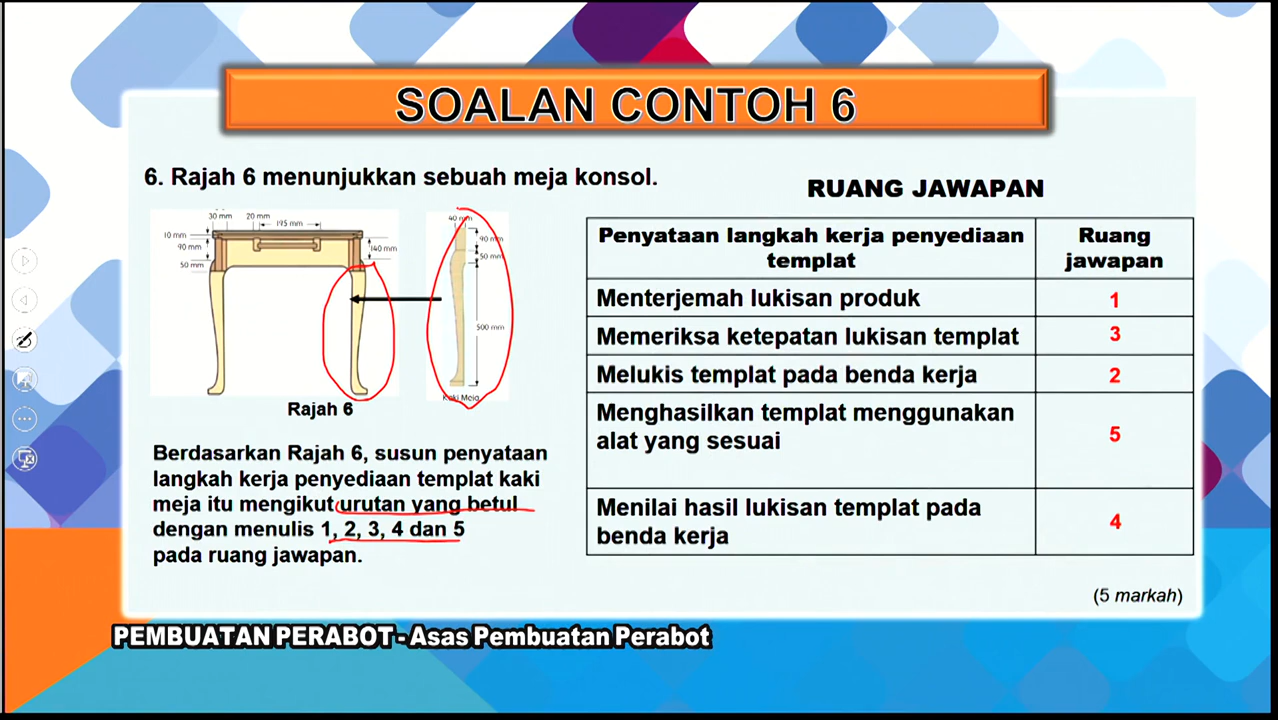 SOALAN CONTOH 6
6. Rajah 6 menunjukkan sebuah meja konsol.
30 mm
20 mm
195 mm
10 mm
90 mm
50 mm
140 mm
40 mm
90 mm
50 mm
500 mm
Kaki Meja
Rajah 6
Berdasarkan Rajah 6, susun penyataan
langkah kerja penyediaan templat kaki
meja itu mengikut urutan yang betul
dengan menulis 1, 2, 3, 4 dan 5
pada ruang jawapan.
RUANG JAWAPAN
Penyataan langkah kerja penyediaan
templat
Ruang
jawapan
Menterjemah lukisan produk 1
Memeriksa ketepatan lukisan templat 3
Melukis templat pada benda kerja 2
Menghasilkan templat menggunakan
alat yang sesuai
5
Menilai hasil lukisan templat pada
benda kerja
4
(5 markah)
PEMBUATAN PERABOT - Asas Pembuatan Perabot